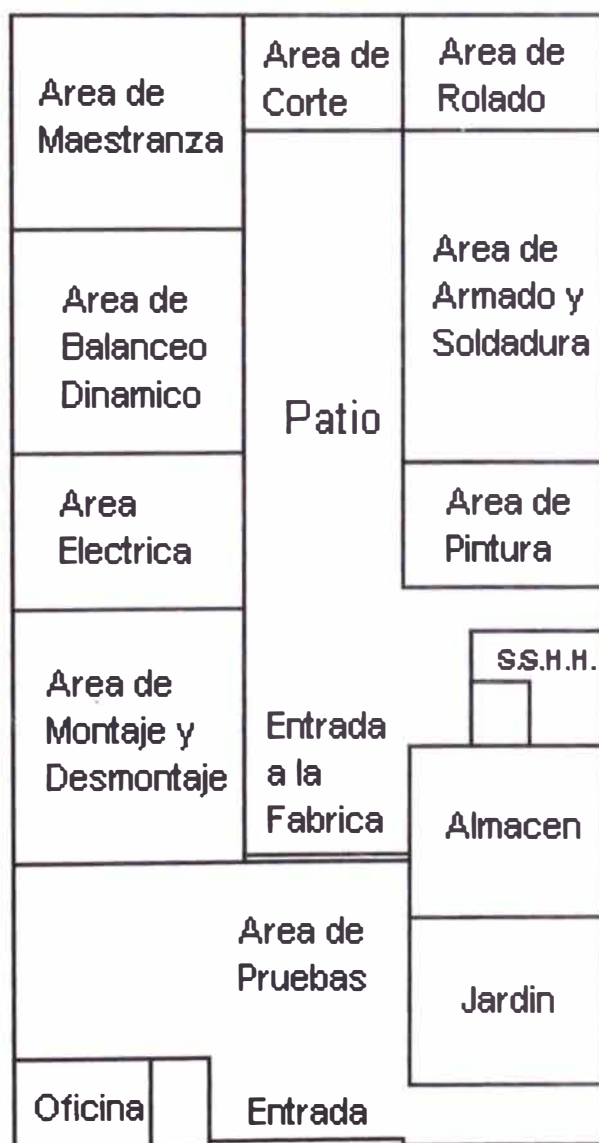 Area de
Maestranza
Area de
Corte
Area de
Rolado
Area de
Balanceo
Dinamico
Patio
Area de
Armado y
Soldadura
Area
Electrica
Area de
Pintura
Area de
Montaje y
Desmontaje
Entrada
a la
Fabrica
S.S.H.H.
Almacen
Area de
Pruebas
Jardin
Oficina
Entrada